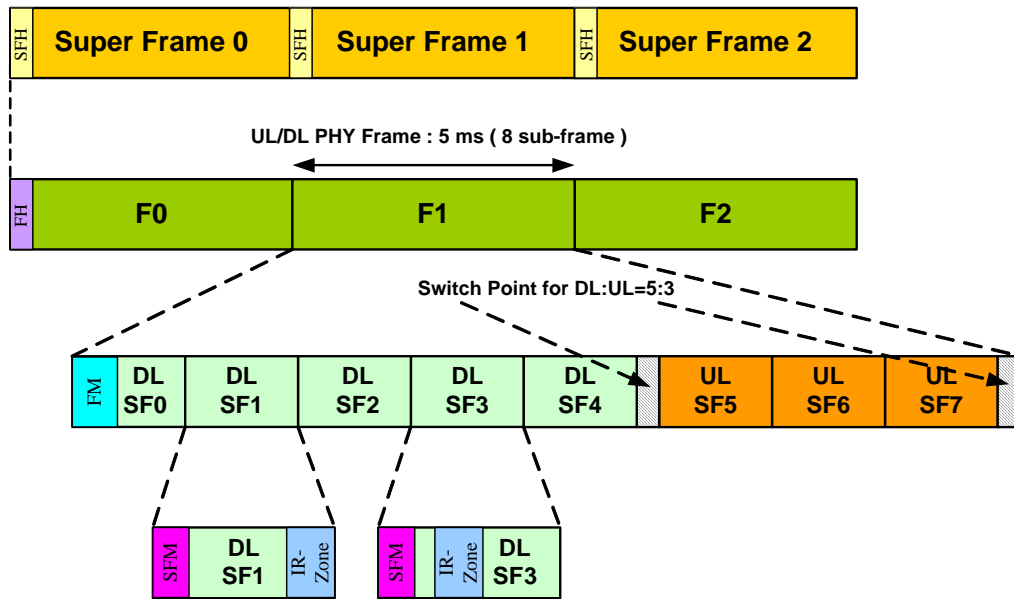 SFH
Super Frame 0
SFH
Super Frame 1
SFH
Super Frame 2
UL/DL PHY Frame : 5 ms ( 8 sub-frame )
FH
F0
F1
F2
Switch Point for DL:UL=5:3
FM
DL
SF0
DL
SF1
DL
SF2
DL
SF3
DL
SF4
UL
SF5
UL
SF6
UL
SF7
SFM
DL
SF1
IR-
Zone
SFM
IR-
Zone
DL
SF3